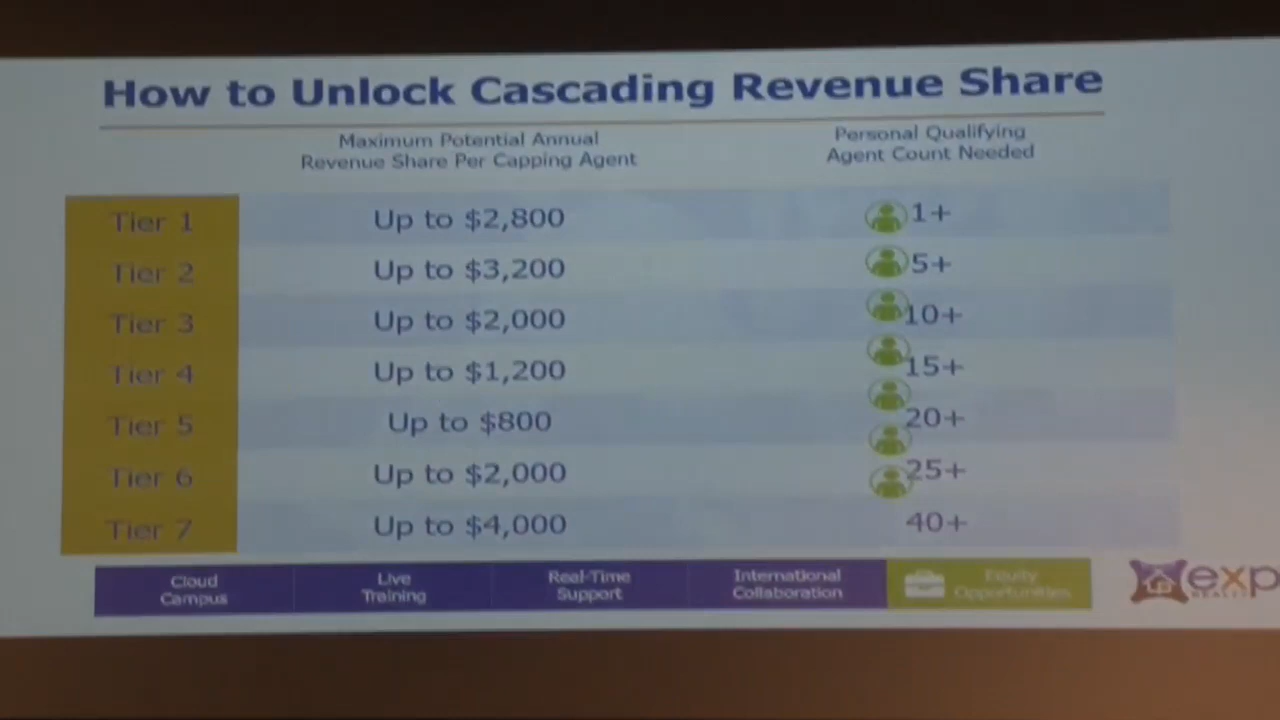 How to Unlock Cascading Revenue Share
Maximum Potential Annual
Revenue Share Per Capping Agent
Personal Qualifying
Agent Count Needed
Tier 1 Up to $2,800 1+
Tier 2 Up to $3,200 5+
Tier 3 Up to $2,000 10+
Tier 4 Up to $1,200 15+
Tier 5 Up to $800 20+
Tier 6 Up to $2,000 25+
Tier 7 Up to $4,000 40+
Cloud
Campus
Live
Training
Real-Time
Support
International
Collaboration
Equity
Opportunities
exp
REALTY